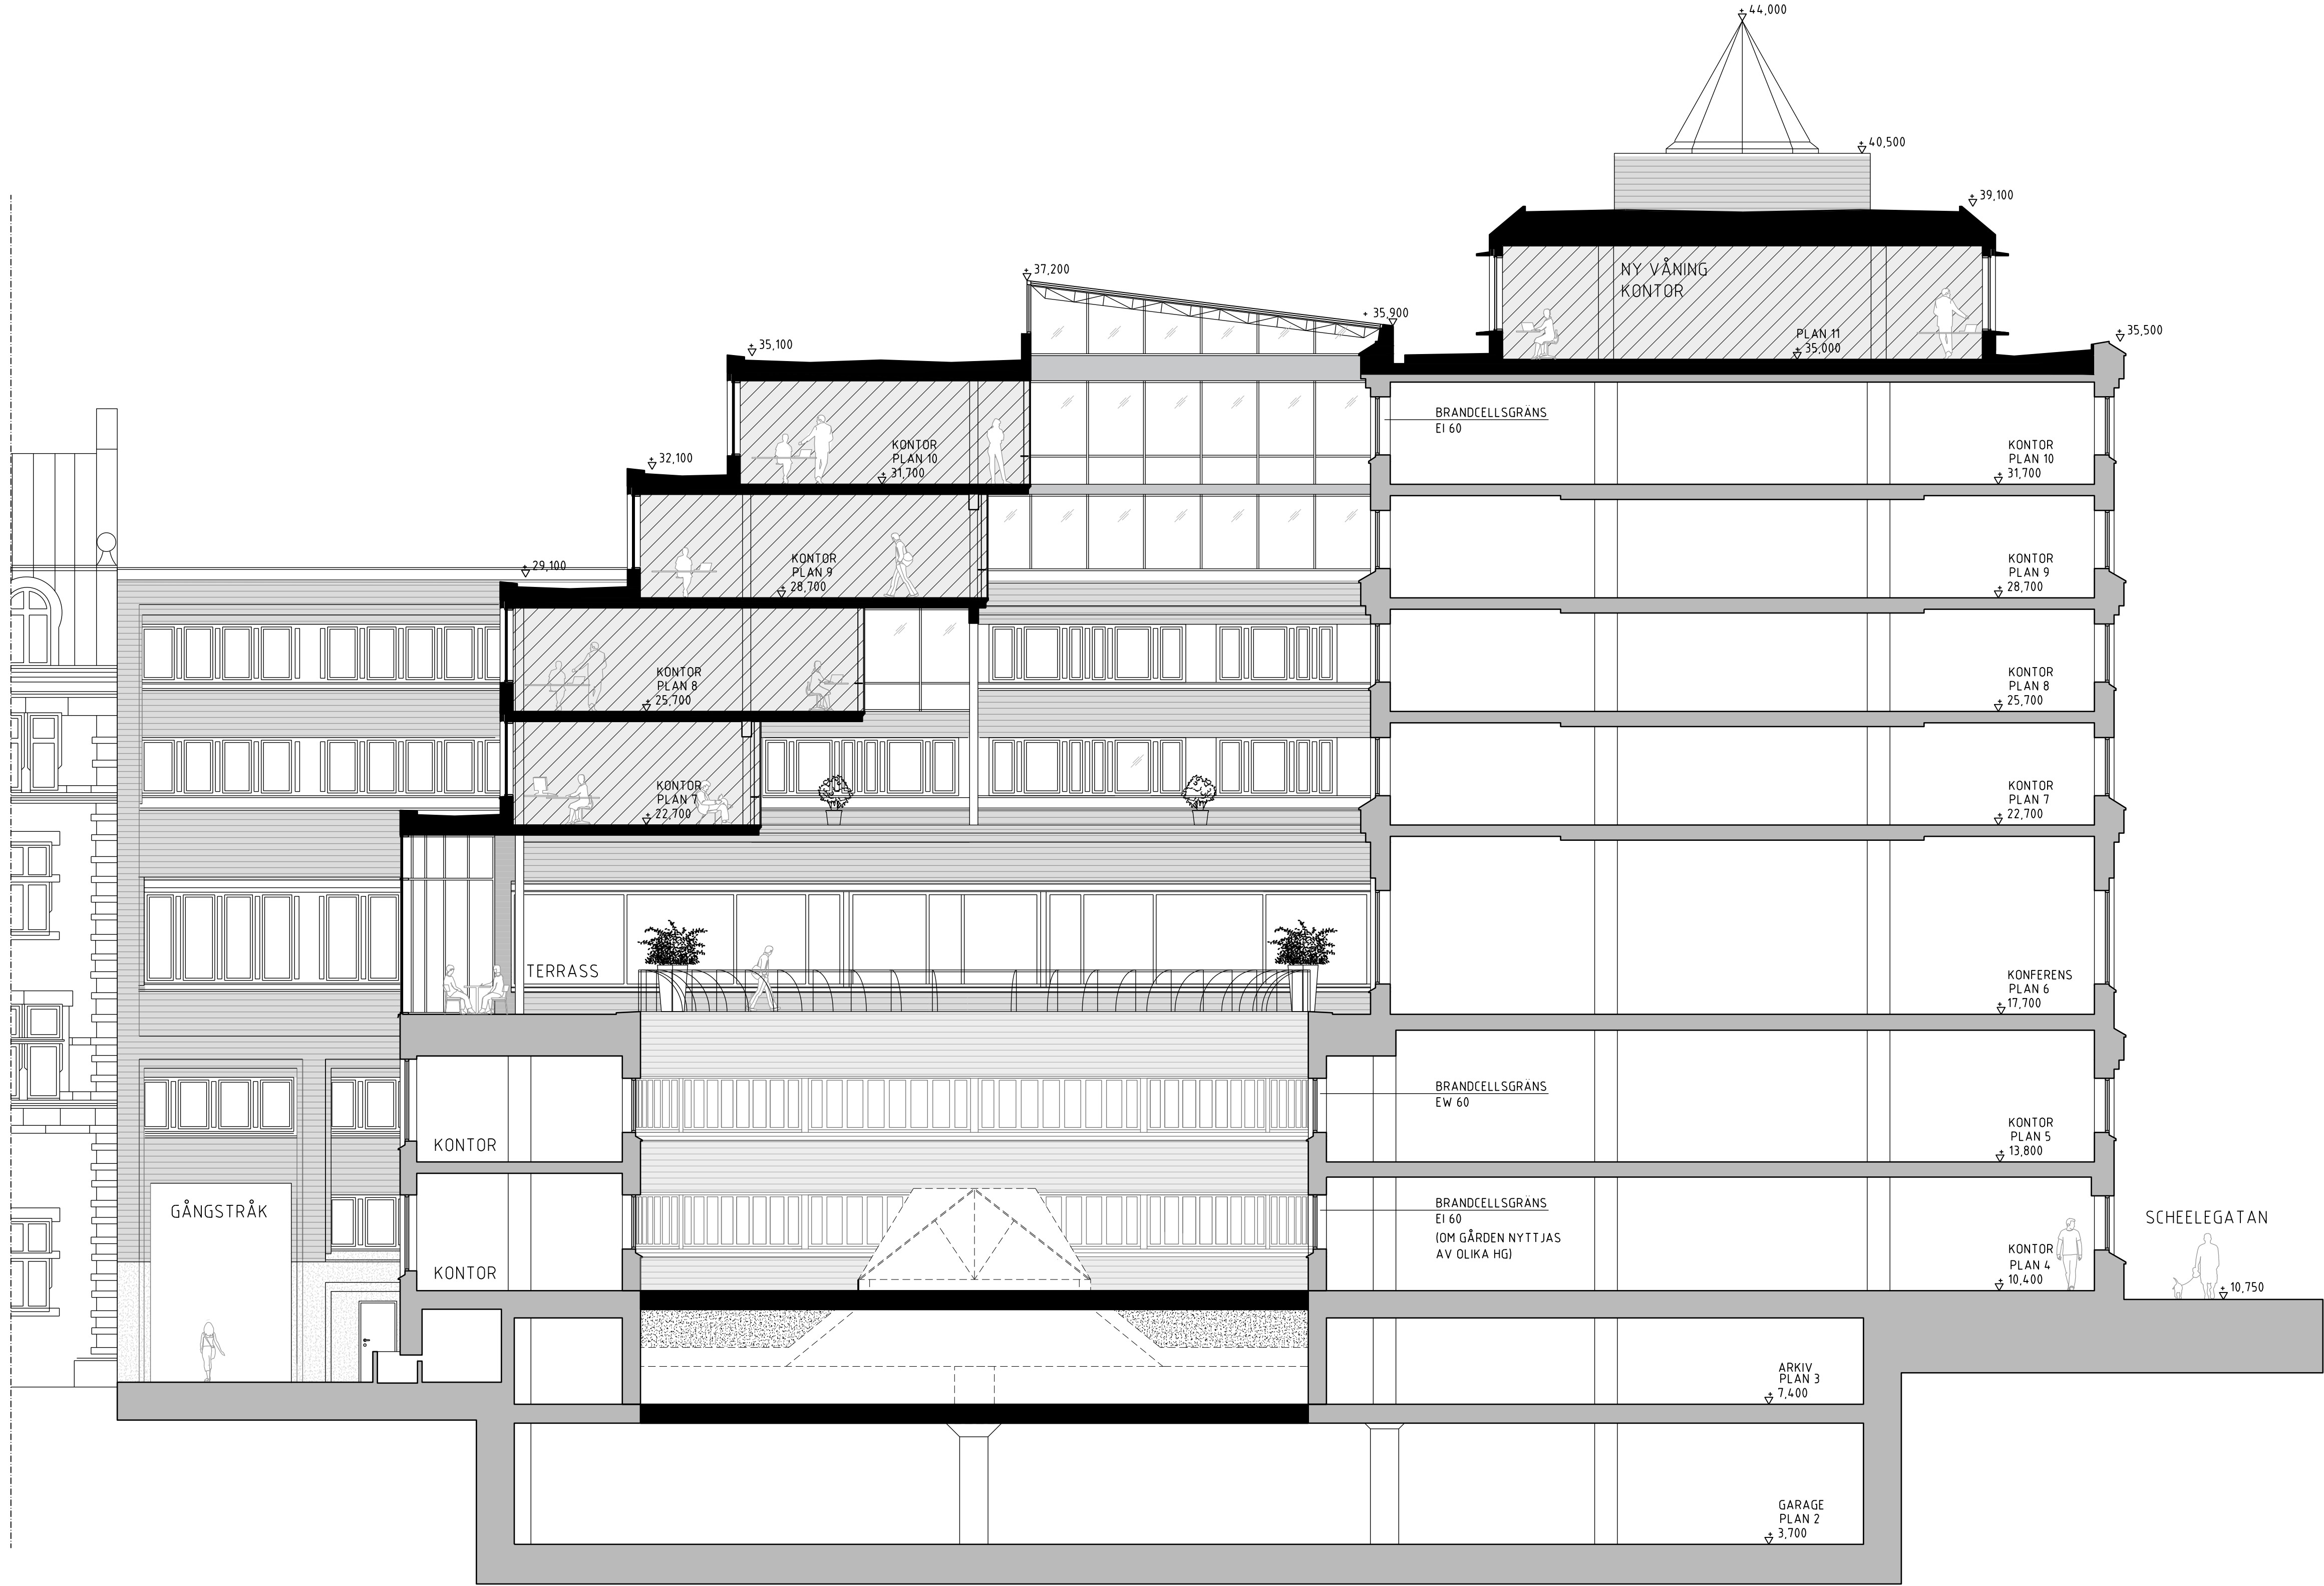 + 44,000
+ 40,500
+ 39,100
+ 37,200
+ 35,900
+ 35,500
+ 35,100
NY VÅNING
KONTOR
PLAN 11
+ 35,000
BRANDCELLSGRÄNS
EI 60
KONTOR
PLAN 10
+ 31,700
KONTOR
PLAN 10
+ 31,700
+ 32,100
KONTOR
PLAN 9
+ 28,700
KONTOR
PLAN 9
+ 28,700
+ 29,100
KONTOR
PLAN 8
+ 25,700
KONTOR
PLAN 8
+ 25,700
KONTOR
PLAN 7
+ 22,700
KONTOR
PLAN 7
+ 22,700
TERRASS
KONFERENS
PLAN 6
+ 17,700
BRANDCELLSGRÄNS
EW 60
KONTOR
KONTOR
PLAN 5
+ 13,800
GÅNGSTRÅK
BRANDCELLSGRÄNS
EI 60
(OM GÅRDEN NYTTJAS
AV OLIKA HG)
SCHEELEGATAN
KONTOR
KONTOR
PLAN 4
+ 10,400
+ 10,750
ARKIV
PLAN 3
+ 7,400
GARAGE
PLAN 2
+ 3,700